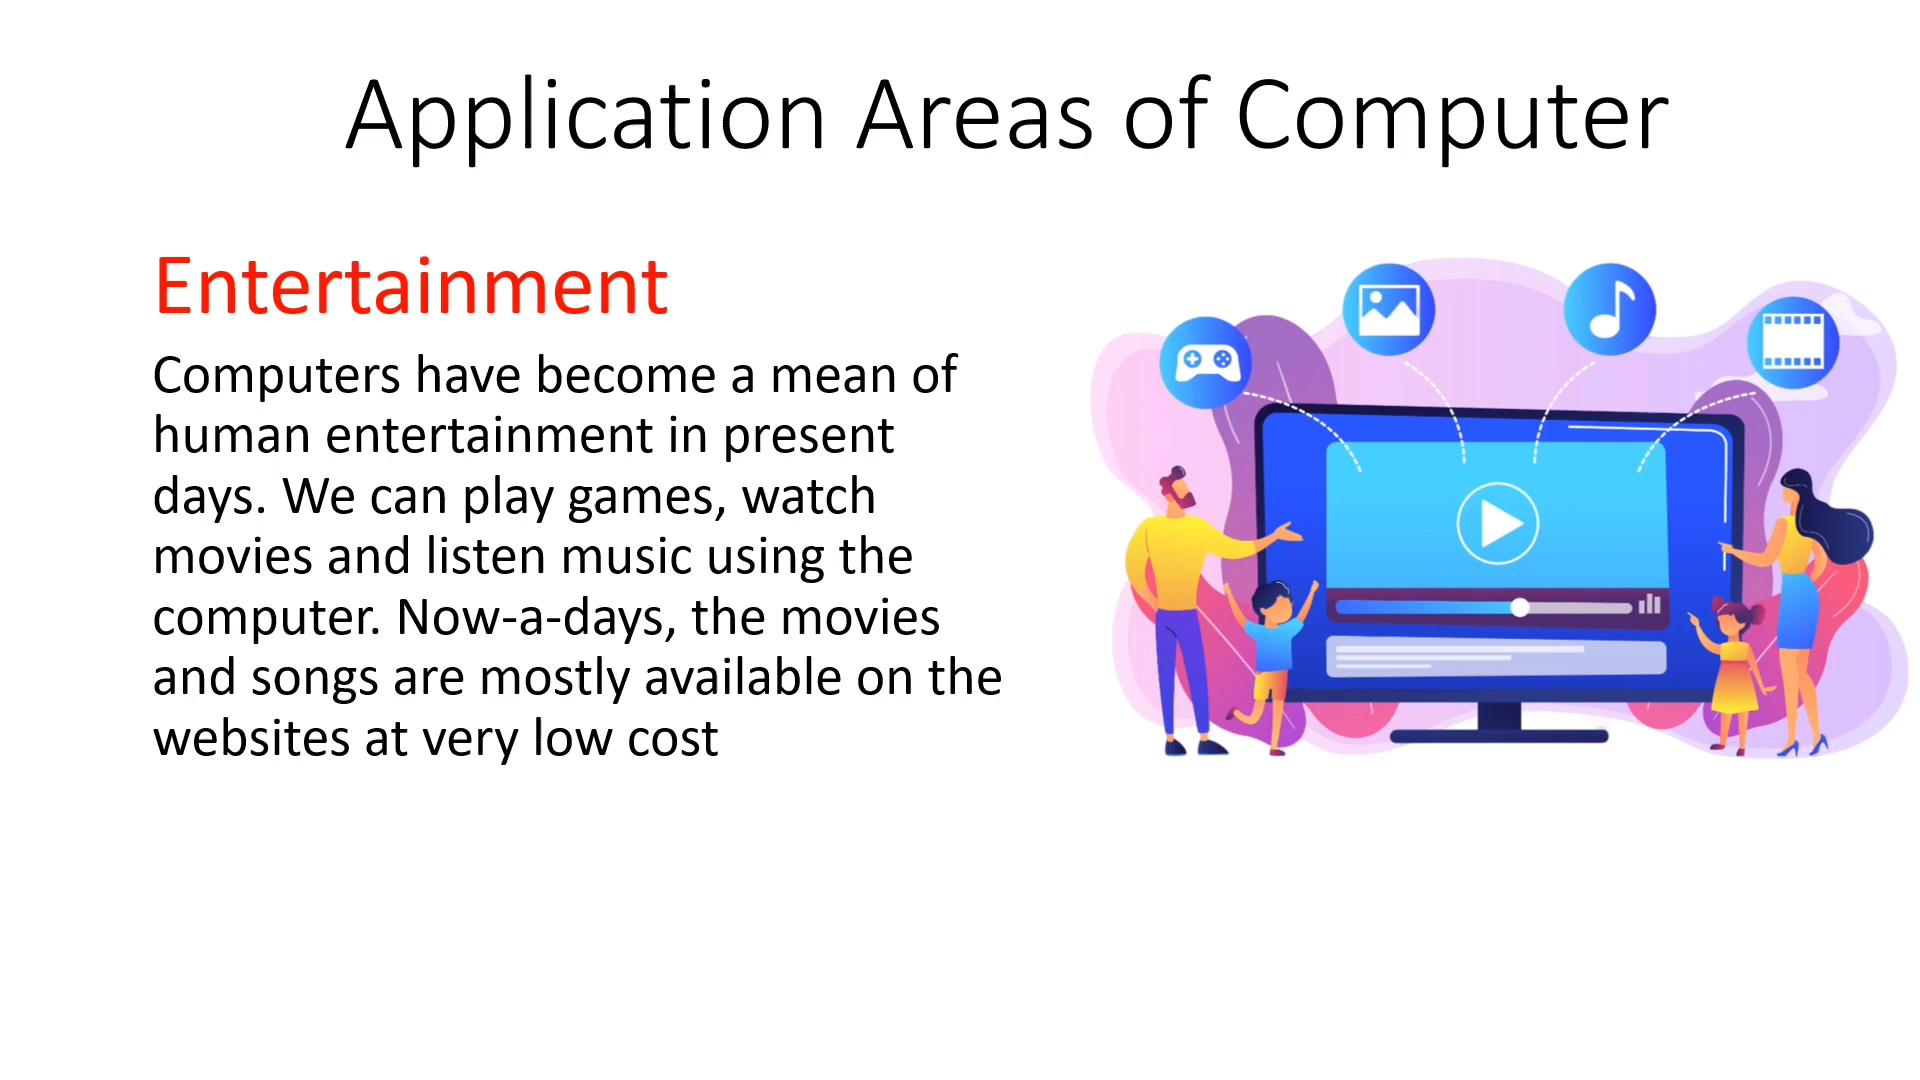 Application Areas of Computer
Entertainment
Computers have become a mean of
human entertainment in present
days. We can play games, watch
movies and listen music using the
computer. Now-a-days, the movies
and songs are mostly available on the
websites at very low cost